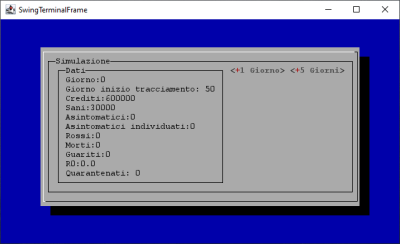 SwingTerminalFrame
Simulazione
Dati
<+1 Giorno> <+5 Giorni>
Giorno:0
Giorno inizio tracciamento: 50
Crediti:600000
Sani:30000
Asintomatici:0
Asintomatici individuati:0
Rossi:0
Morti:0
Guariti:0
R0:0.0
Quarantenati: 0